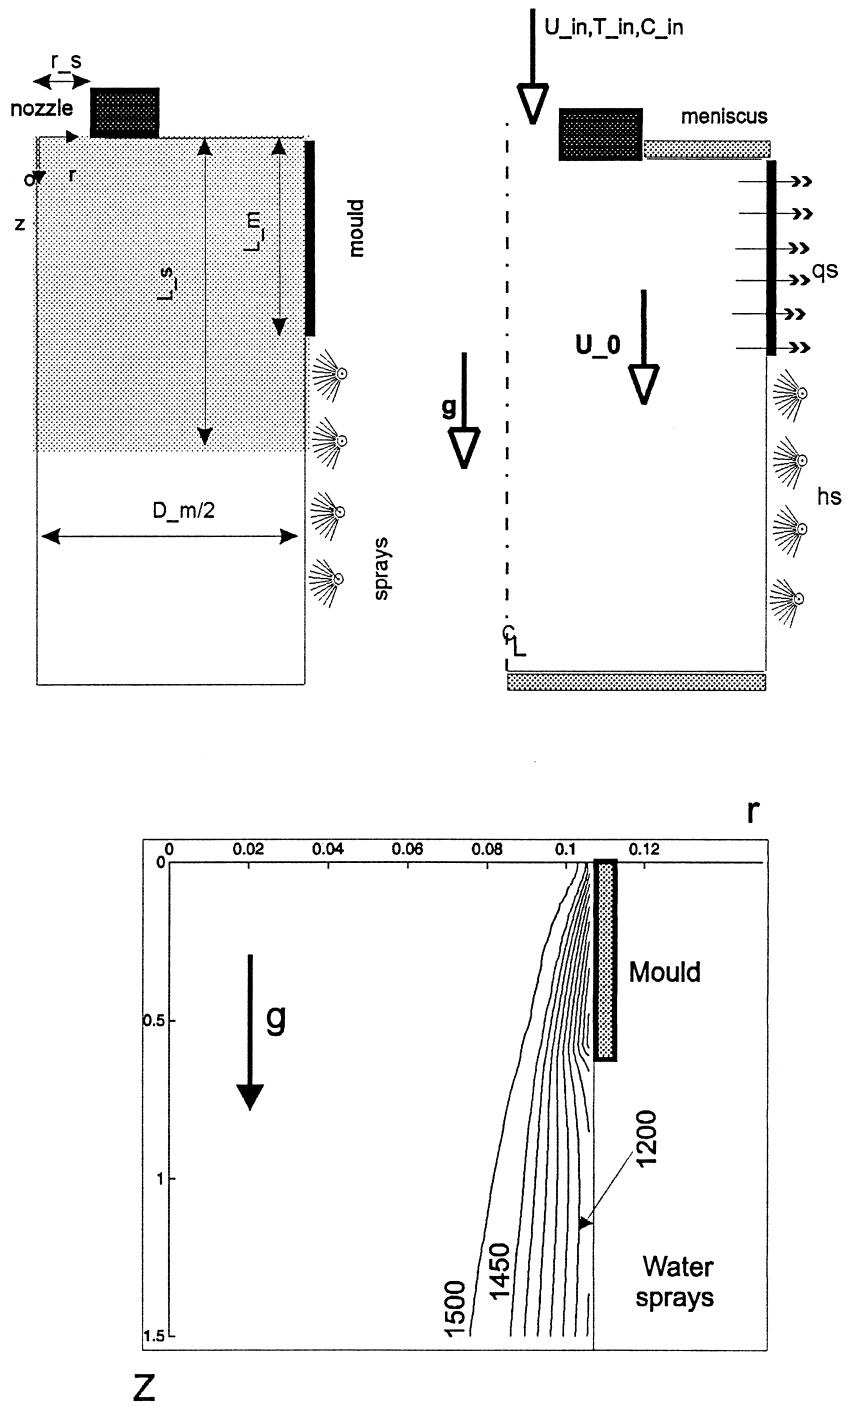 r_s
nozzle
o
r
z
L_s
L_m
mould
D_m/2
sprays
U_in,T_in,C_in
meniscus
qs
U_0
g
hs
CL
r
0 0.02 0.04 0.06 0.08 0.1 0.12
0
g
Mould
0.5
1200
1
1500
1450
Water
sprays
1.5
Z